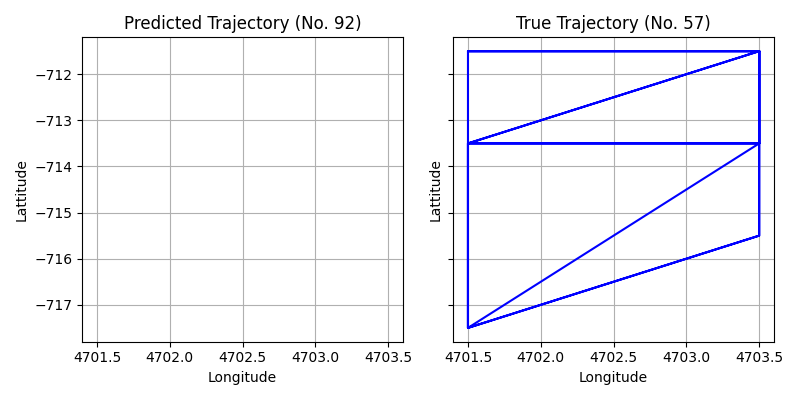 Predicted Trajectory (No. 92)
Lattitude
−712
−713
−714
−715
−716
−717
4701.5 4702.0 4702.5 4703.0 4703.5
Longitude
True Trajectory (No. 57)
Lattitude
4701.5 4702.0 4702.5 4703.0 4703.5
Longitude